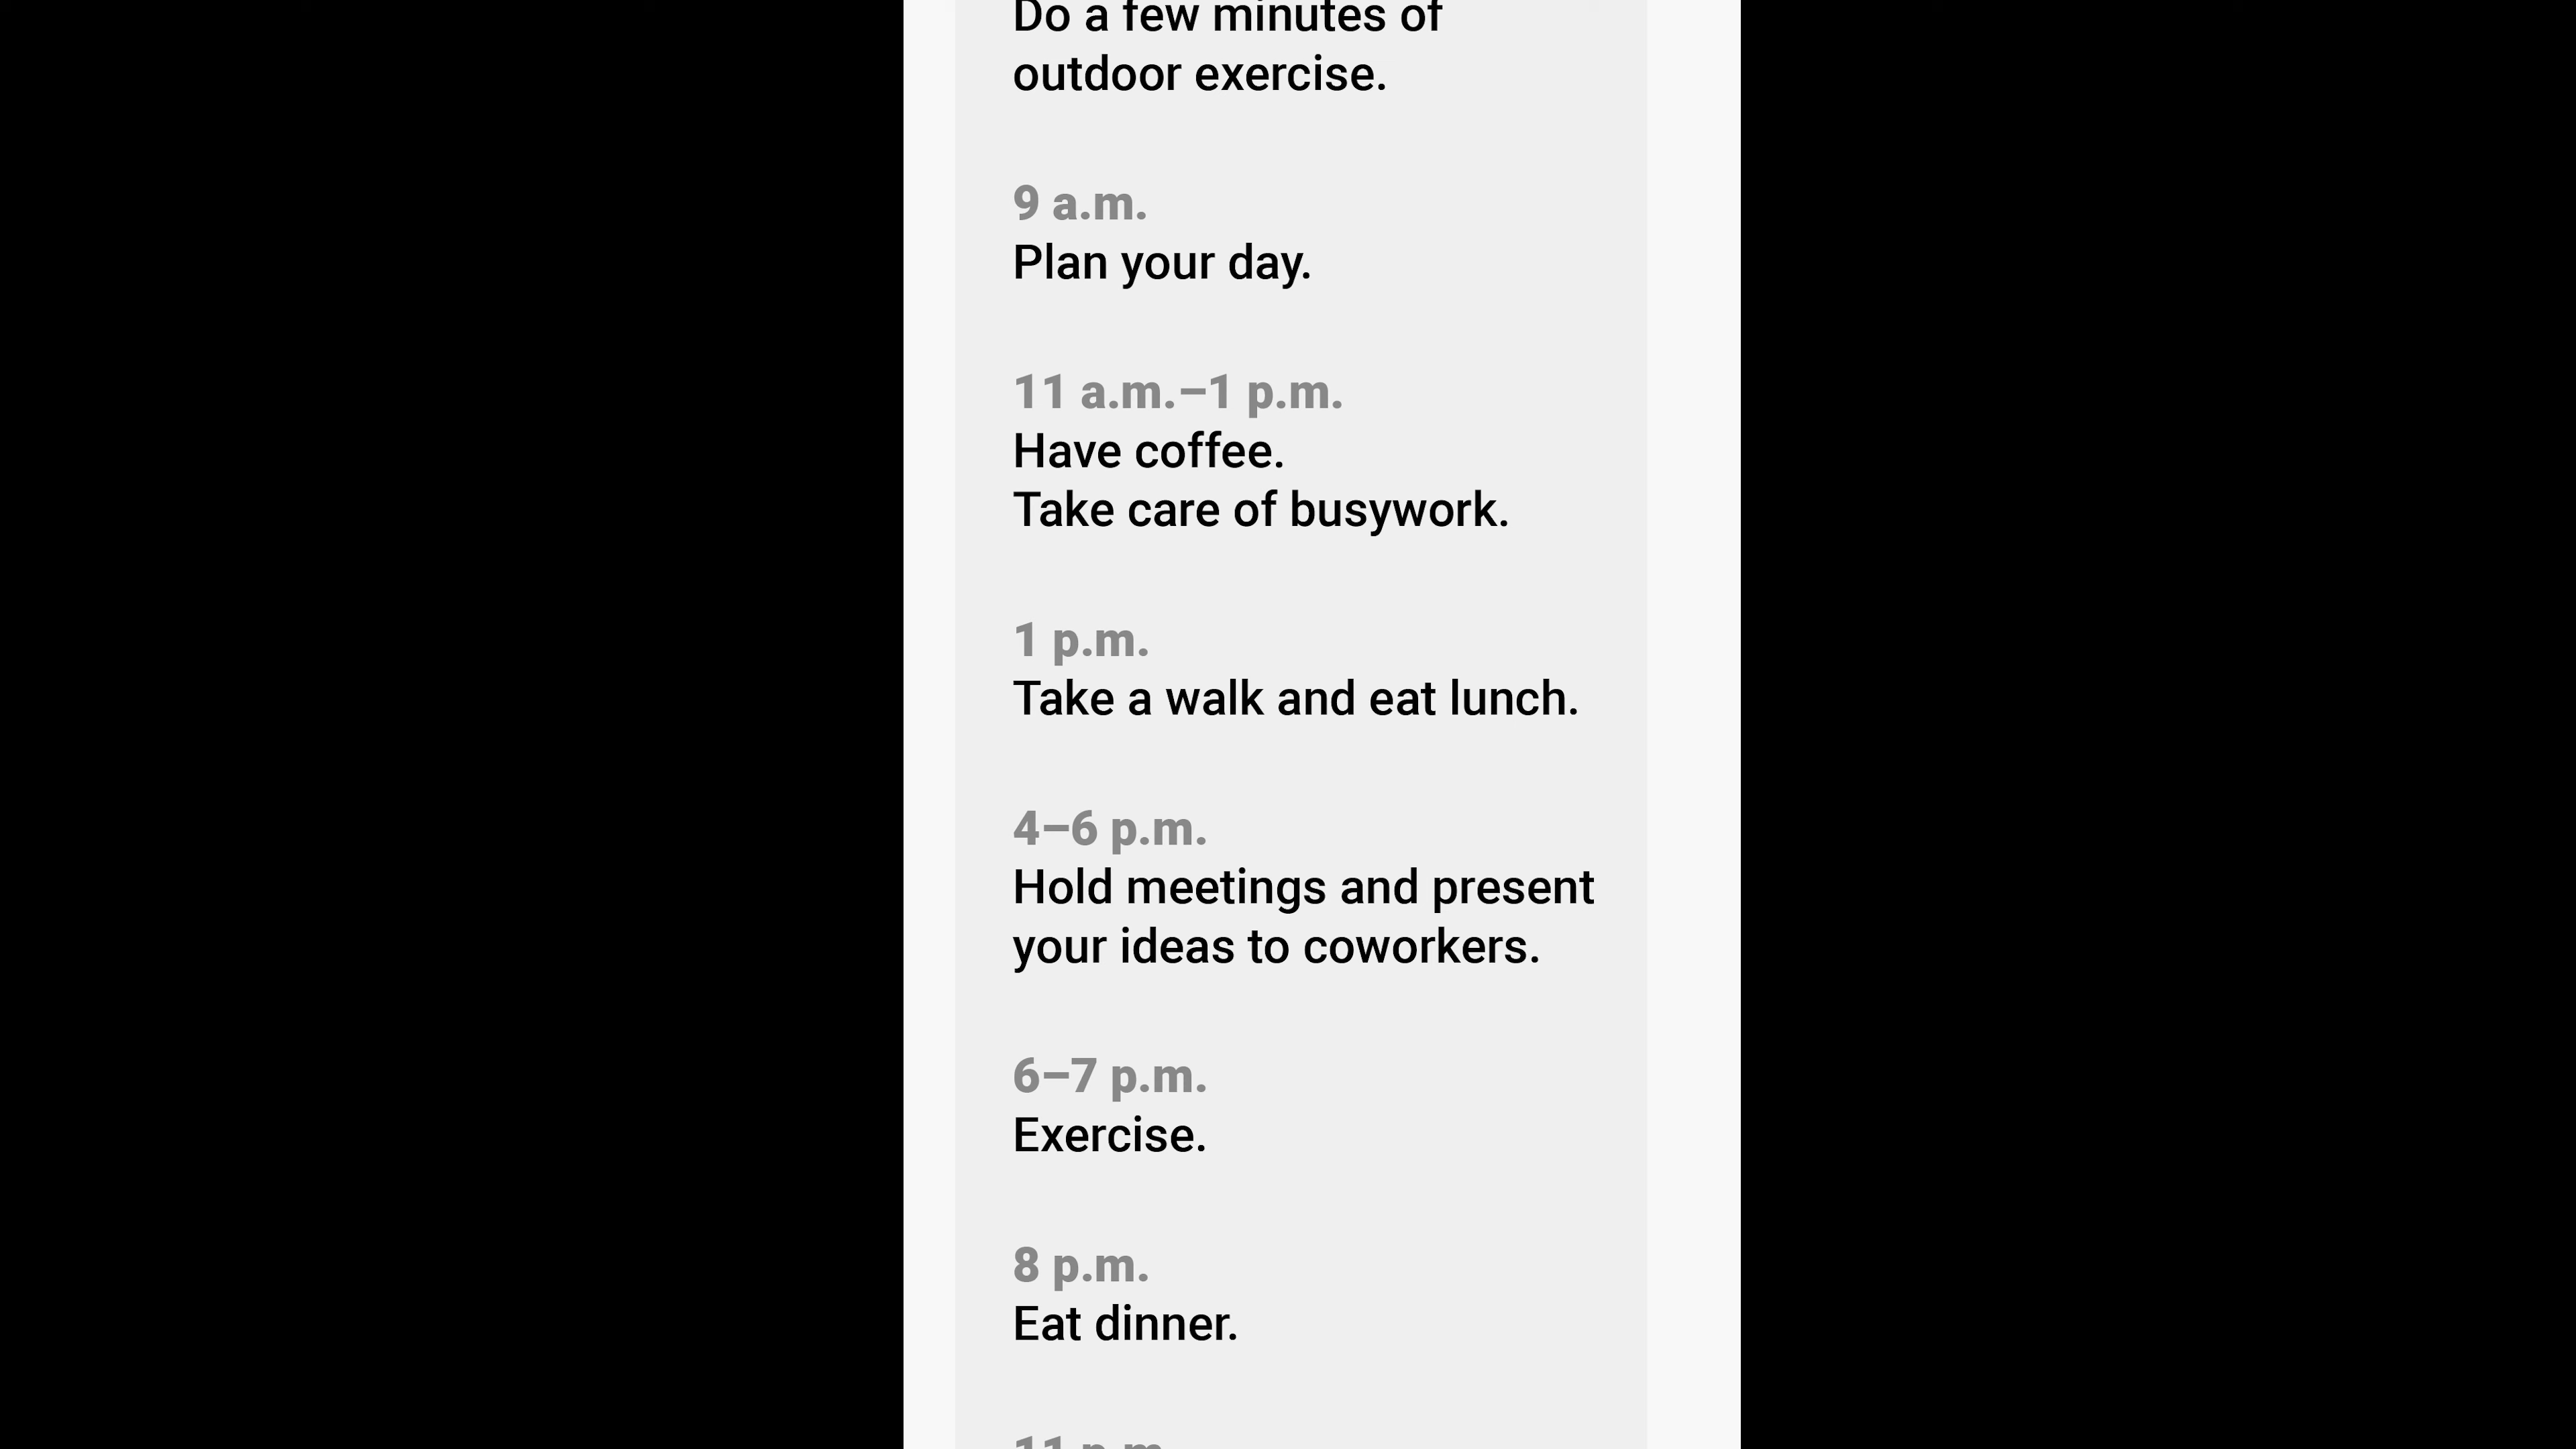 Do a few minutes of
outdoor exercise.
9 a.m.
Plan your day.
11 a.m.–1 p.m.
Have coffee.
Take care of busywork.
1 p.m.
Take a walk and eat lunch.
4–6 p.m.
Hold meetings and present
your ideas to coworkers.
6–7 p.m.
Exercise.
8 p.m.
Eat dinner.
11 p.m.